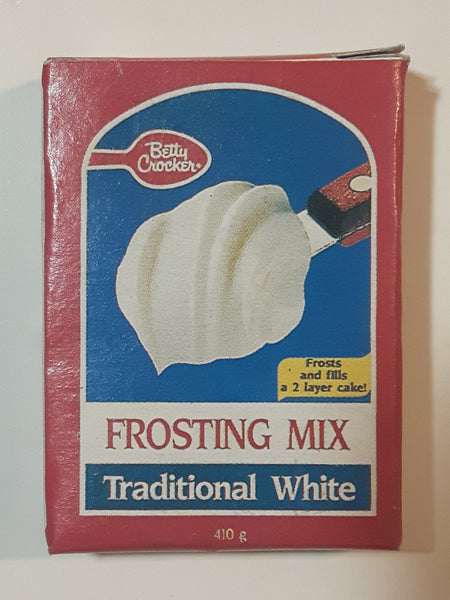 Betty
Crocker
Frosts
and fills
a 2 layer cake!
FROSTING MIX
Traditional White
410 g